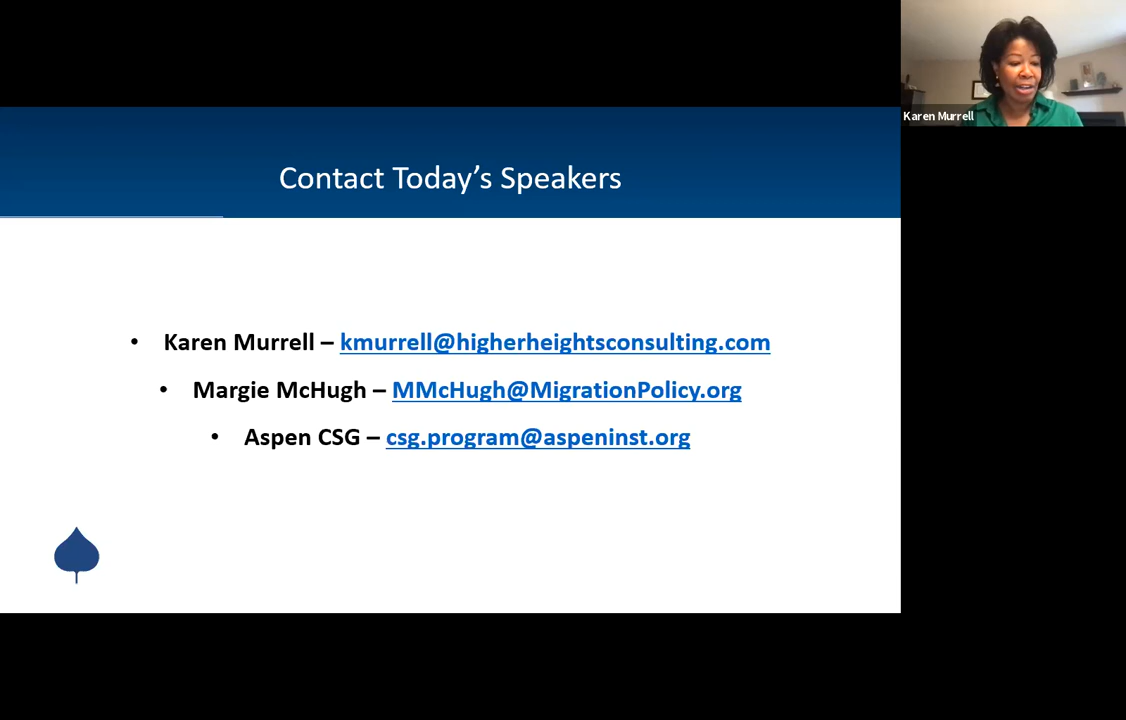 Contact Today's Speakers
Karen Murrell
• Karen Murrell – kmurrell@higherheightsconsulting.com
• Margie McHugh – MMcHugh@MigrationPolicy.org
• Aspen CSG – csg.program@aspeninst.org